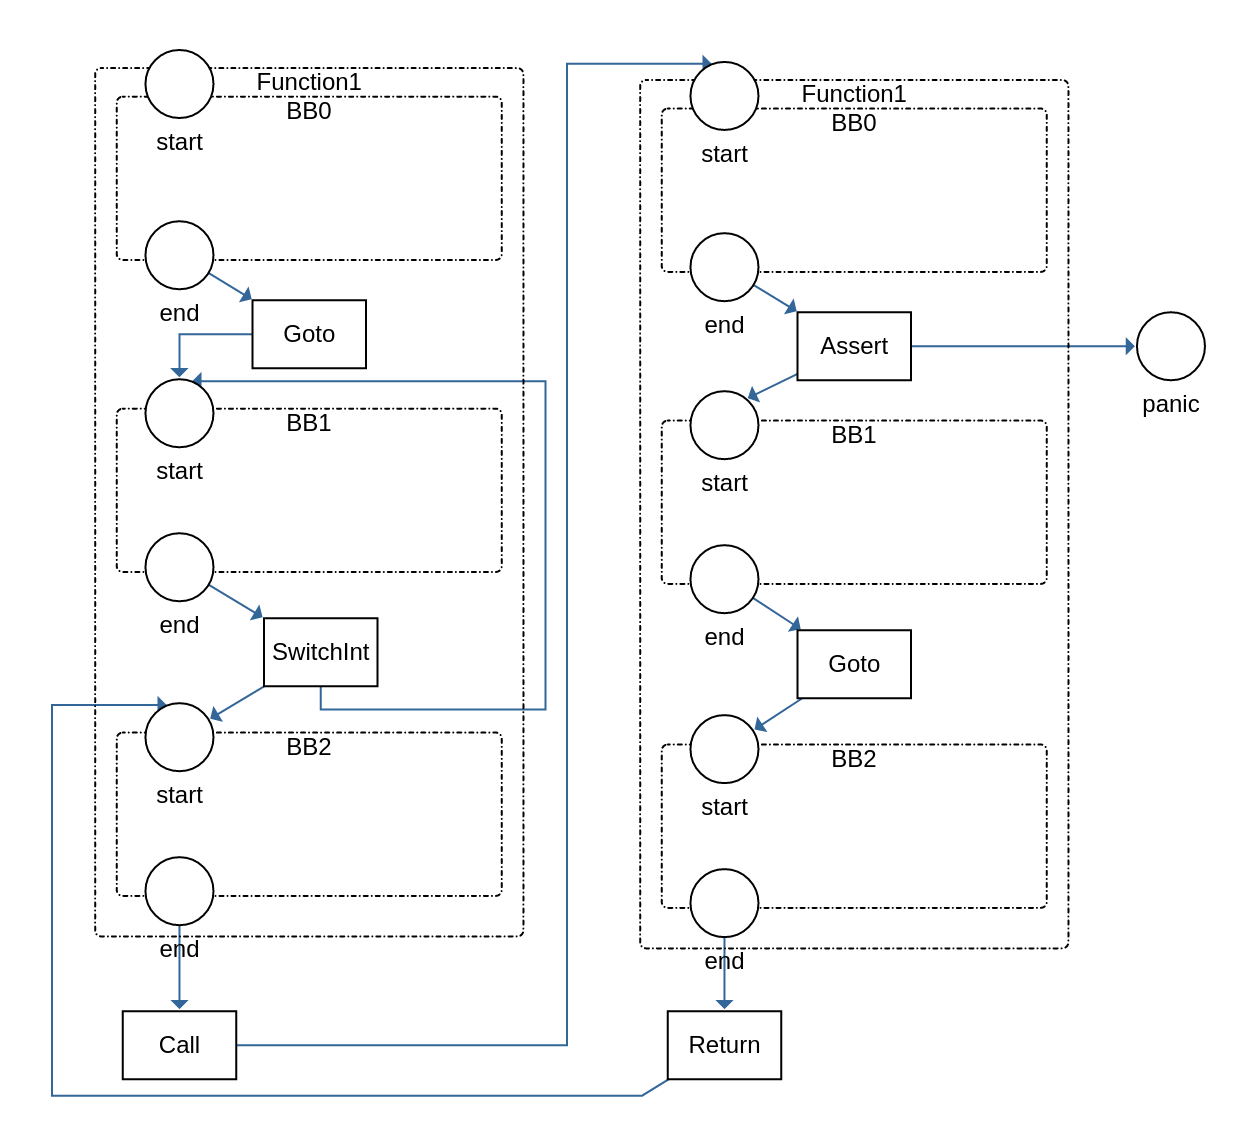 Function1
BB0
start
end
Goto
BB1
start
end
SwitchInt
BB2
start
end
Call
Function1
BB0
start
end
Assert
panic
BB1
start
end
Goto
BB2
start
end
Return